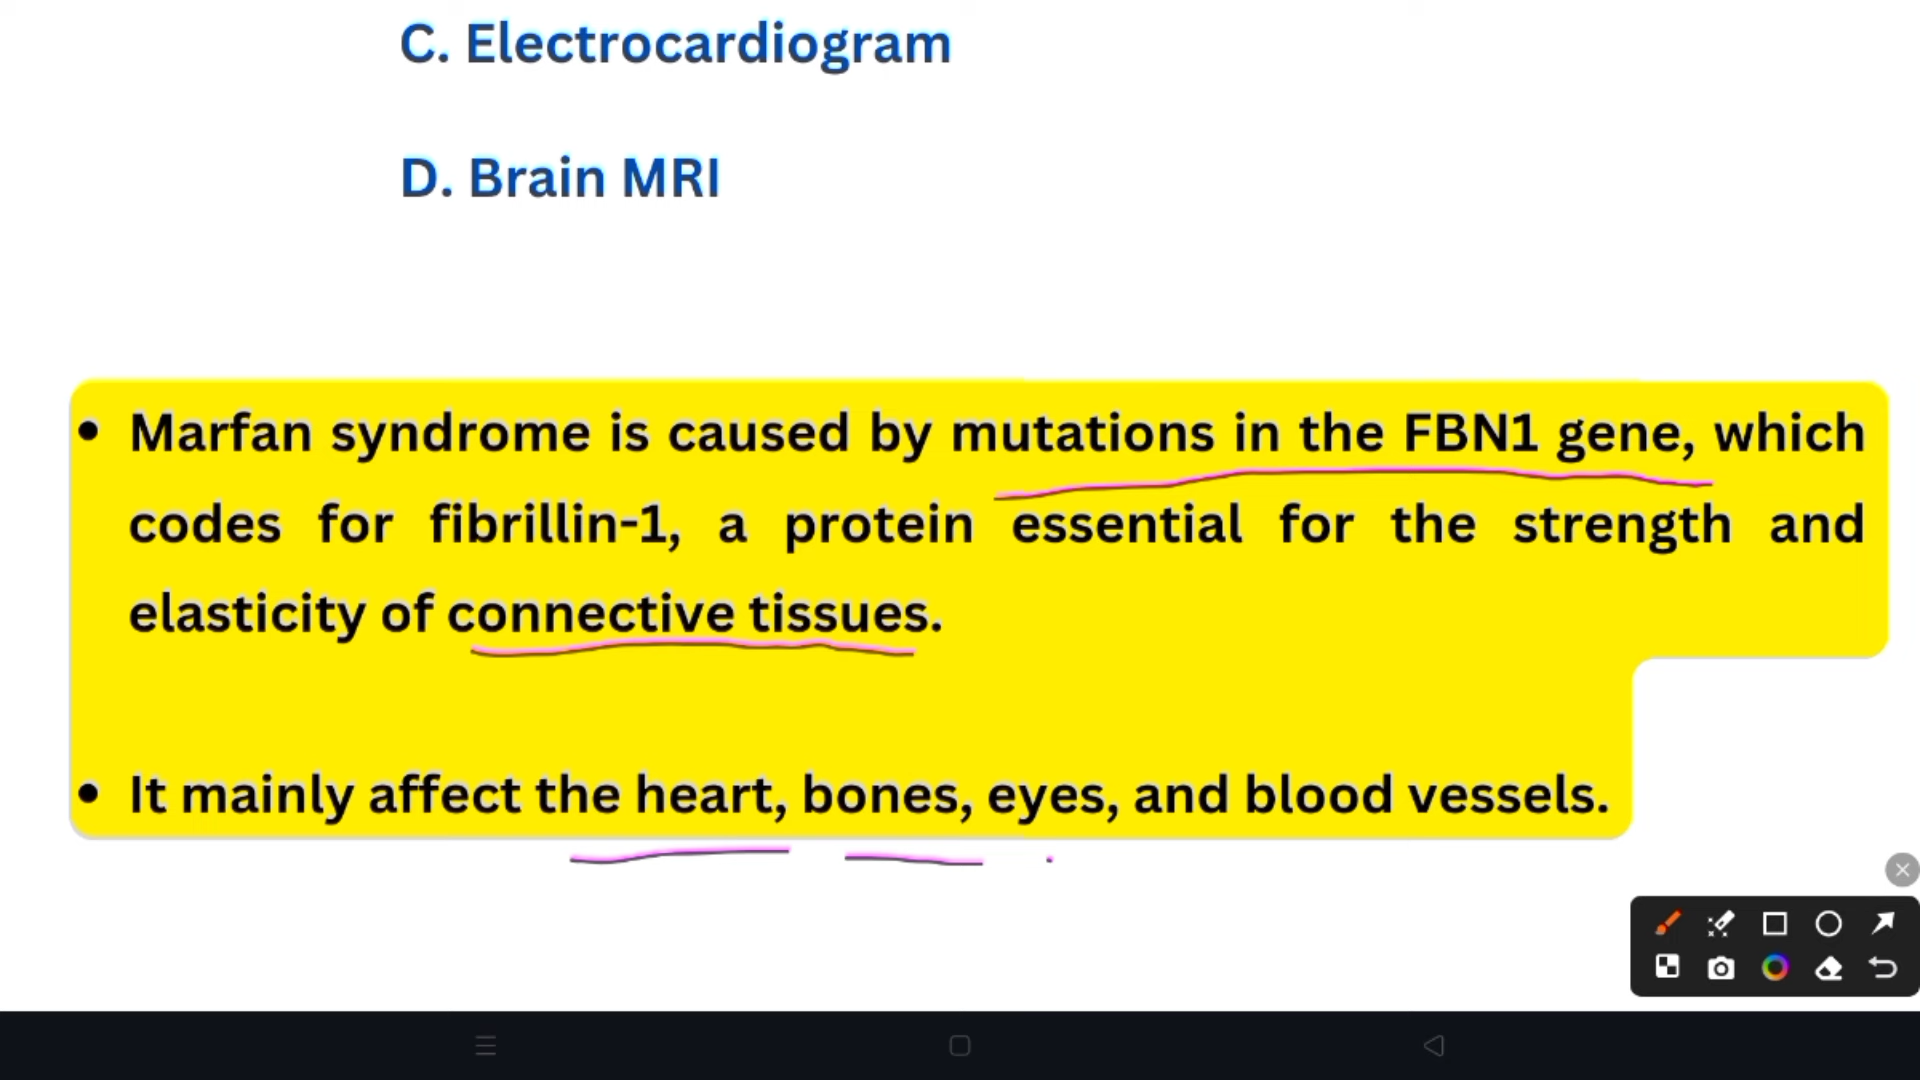 C. Electrocardiogram
D. Brain MRI
• Marfan syndrome is caused by mutations in the FBN1 gene, which
codes for fibrillin-1, a protein essential for the strength and
elasticity of connective tissues.
• It mainly affect the heart, bones, eyes, and blood vessels.